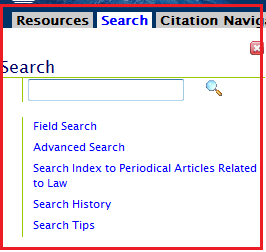 Resources Search Citation Navig
Search
Field Search
Advanced Search
Search Index to Periodical Articles Related
to Law
Search History
Search Tips